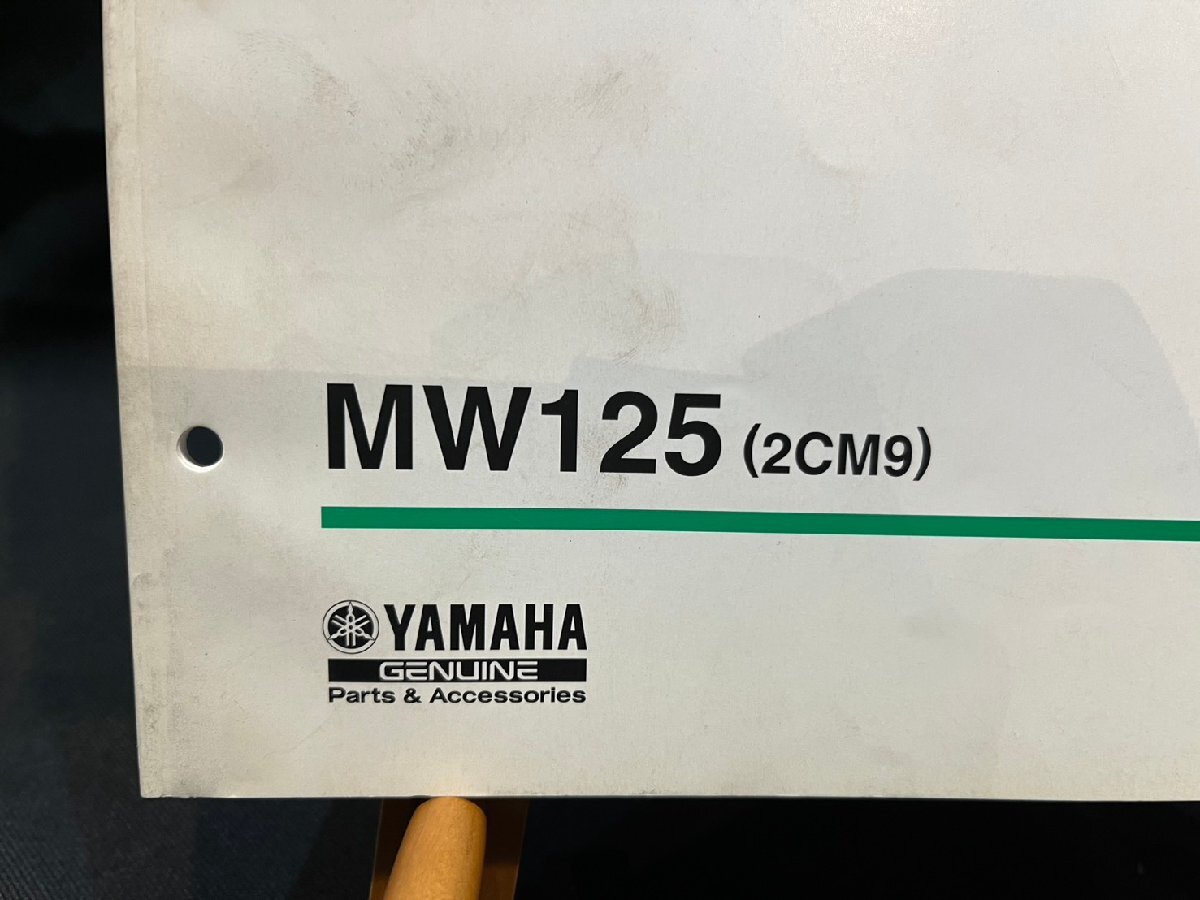 MW125 (2CM9)
YAMAHA
GENUINE
Parts & Accessories